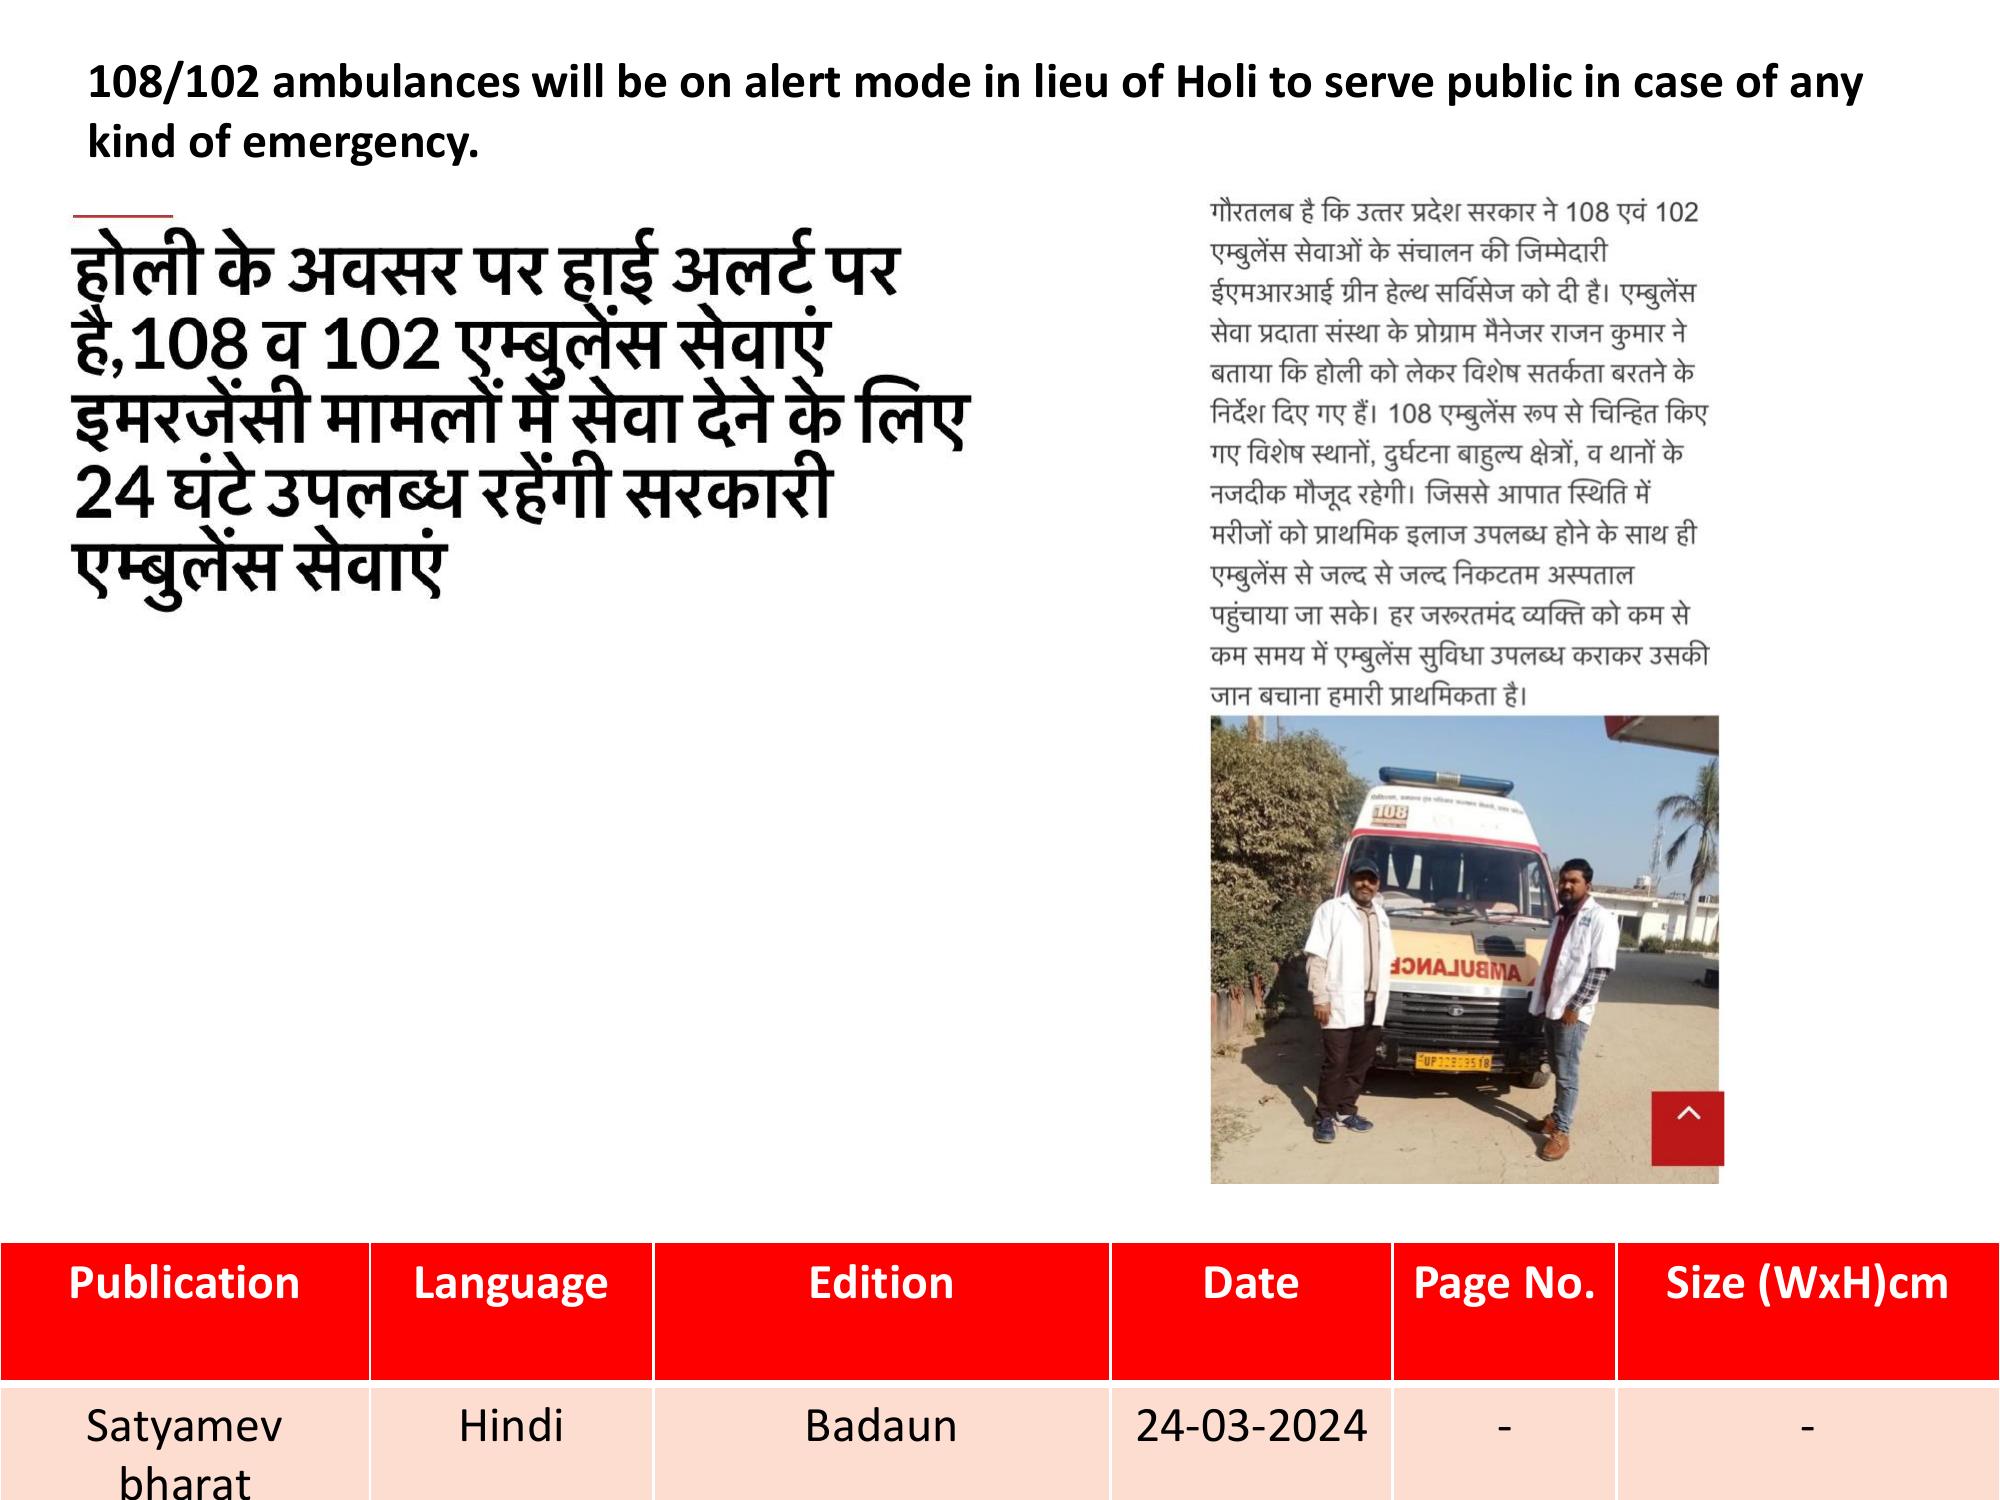 108/102 ambulances will be on alert mode in lieu of Holi to serve public in case of any
kind of emergency.
होली के अवसर पर हाई अलर्ट पर
है,108 व 102 एम्बुलेंस सेवाएं
इमरजेंसी मामलों में सेवा देने के लिए
24 घंटे उपलब्ध रहेंगी सरकारी
एम्बुलेंस सेवाएं
गौरतलब है कि उत्तर प्रदेश सरकार ने 108 एवं 102
एम्बुलेंस सेवाओं के संचालन की जिम्मेदारी
ईएमआरआई ग्रीन हेल्थ सर्विसेज को दी है। एम्बुलेंस
सेवा प्रदाता संस्था के प्रोग्राम मैनेजर राजन कुमार ने
बताया कि होली को लेकर विशेष सतर्कता बरतने के
निर्देश दिए गए हैं। 108 एम्बुलेंस रूप से चिन्हित किए
गए विशेष स्थानों, दुर्घटना बाहुल्य क्षेत्रों, व थानों के
नजदीक मौजूद रहेगी। जिससे आपात स्थिति में
मरीजों को प्राथमिक इलाज उपलब्ध होने के साथ ही
एम्बुलेंस से जल्द से जल्द निकटतम अस्पताल
पहुंचाया जा सके। हर जरूरतमंद व्यक्ति को कम से
कम समय में एम्बुलेंस सुविधा उपलब्ध कराकर उसकी
जान बचाना हमारी प्राथमिकता है।
108
AMBULANCE
Publication Language Edition Date Page No. Size (WxH)cm
Satyamev Hindi Badaun 24-03-2024 - -
bharat